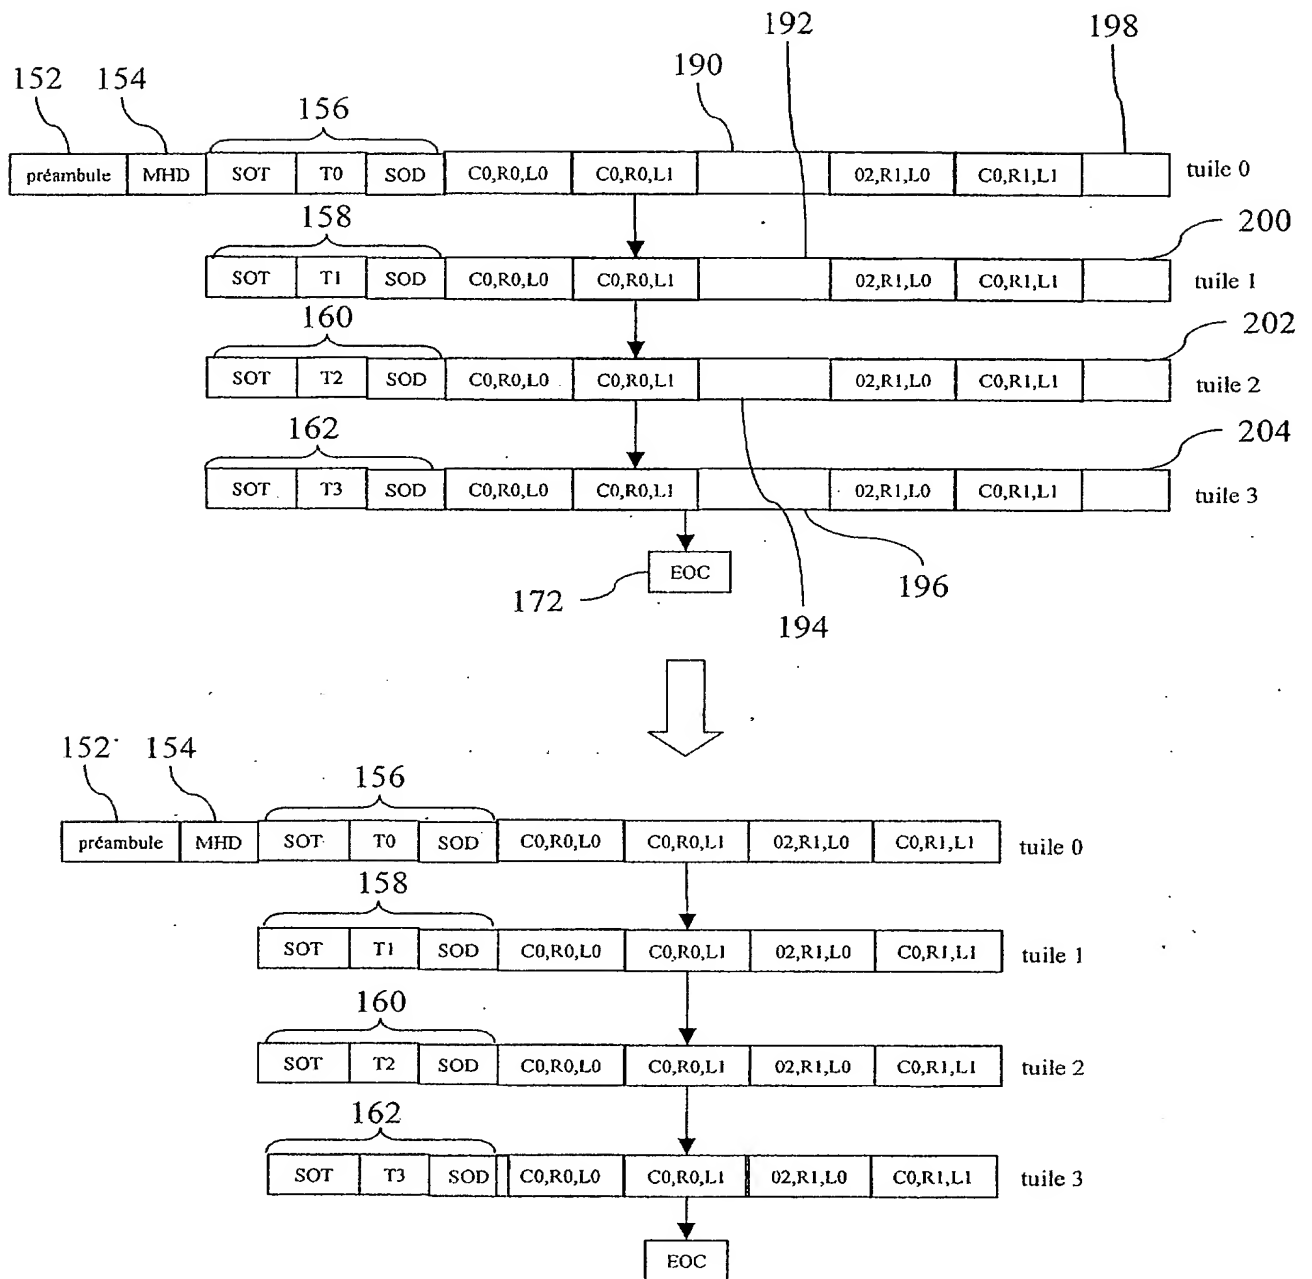 192
198
190
152
154
156
préambule MHD SOT T0 SOD C0,R0,L0 C0,R0,L1 02,R1,L0 C0,R1,L1 tuile 0
158
200
SOT T1 SOD C0,R0,L0 C0,R0,L1 02,R1,L0 C0,R1,L1 tuile 1
160
202
SOT T2 SOD C0,R0,L0 C0,R0,L1 02,R1,L0 C0,R1,L1 tuile 2
162
204
SOT T3 SOD C0,R0,L0 C0,R0,L1 02,R1,L0 C0,R1,L1 tuile 3
EOC
172
196
194
152
154
156
préambule MHD SOT T0 SOD C0,R0,L0 C0,R0,L1 02,R1,L0 C0,R1,L1 tuile 0
158
SOT T1 SOD C0,R0,L0 C0,R0,L1 02,R1,L0 C0,R1,L1 tuile 1
160
SOT T2 SOD C0,R0,L0 C0,R0,L1 02,R1,L0 C0,R1,L1 tuile 2
162
SOT T3 SOD C0,R0,L0 C0,R0,L1 02,R1,L0 C0,R1,L1 tuile 3
EOC